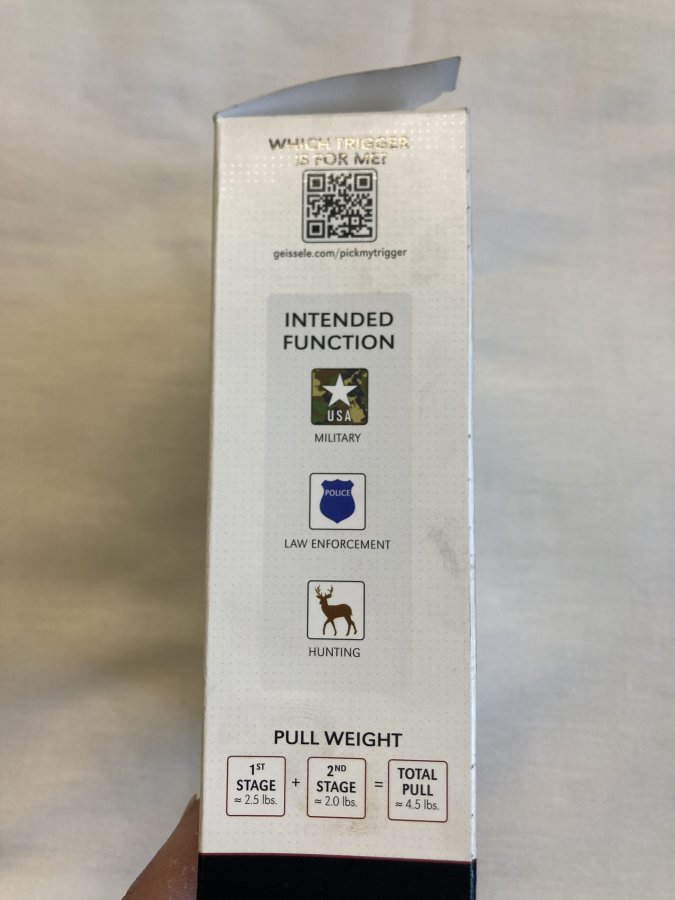 WHICH TRIGGER
IS FOR ME?
geissele.com/pickmytrigger
INTENDED
FUNCTION
USA
MILITARY
POLICE
LAW ENFORCEMENT
HUNTING
PULL WEIGHT
1ST
STAGE
≈ 2.5 lbs.
+
2ND
STAGE
≈ 2.0 lbs.
=
TOTAL
PULL
≈ 4.5 lbs.